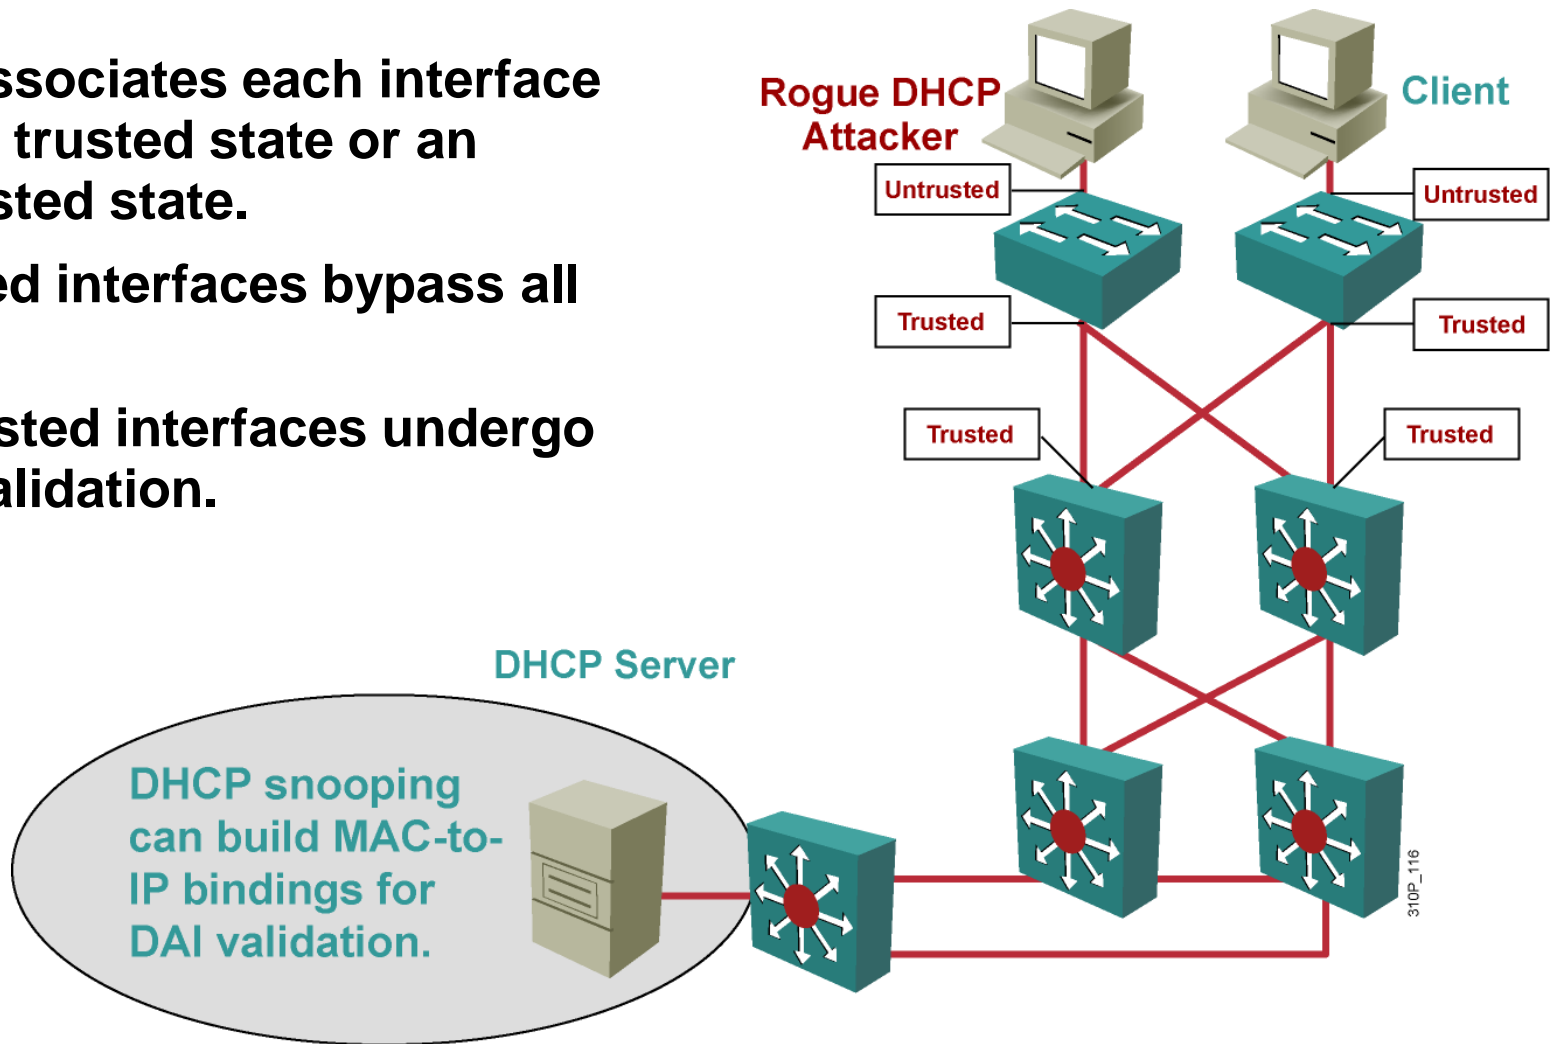 ssociates each interface
trusted state or an
sted state.
ed interfaces bypass all
sted interfaces undergo
alidation.
Rogue DHCP
Attacker
Client
Untrusted
Untrusted
Trusted
Trusted
Trusted
Trusted
DHCP Server
DHCP snooping
can build MAC-to-
IP bindings for
DAI validation.
310P_116